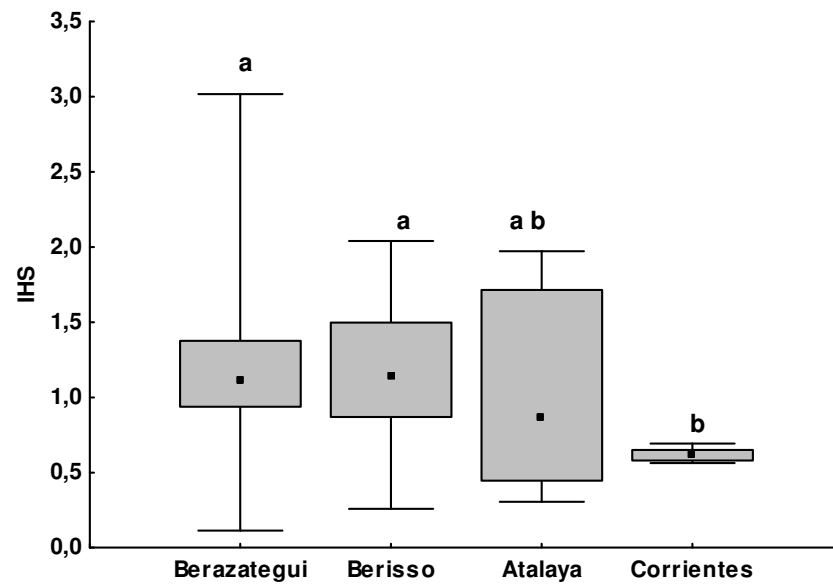 3,5
a
3,0
2,5
a
a b
2,0
IHS
1,5
1,0
b
0,5
0,0
Berazategui Berisso Atalaya Corrientes